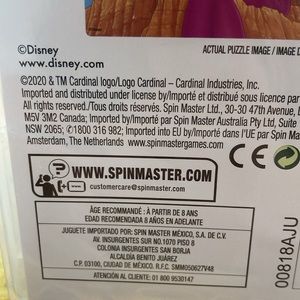 ©Disney
www.disney.com
ACTUAL PUZZLE IMAGE / IMAGE D
©2020 & TM Cardinal logo/Logo Cardinal – Cardinal Industries, Inc.
Imported and distributed under license by/Importé et distribué sous licence par
All rights reserved./Tous droits réservés. Spin Master Ltd., 30-30 47th Avenue, L
M5V 3M2 Canada; Imported by/Importé par Spin Master Australia Pty Ltd, Suite
NSW 2065; ✆1800 316 982; Imported into EU by/Importé dans l'UE par Spin Ma
Amsterdam, The Netherlands www.spinmastergames.com
? WWW.SPINMASTER.COM
customercare@spinmaster.com
CE
ÂGE RECOMMANDÉ : À PARTIR DE 8 ANS
EDAD RECOMENDADA 8 AÑOS EN ADELANTE
JUGUETE IMPORTADO POR: SPIN MASTER MÉXICO, S.A. DE C.V.
AV. INSURGENTES SUR NO.1070 PISO 8
COLONIA INSURGENTES SAN BORJA
ALCALDÍA BENITO JUÁREZ
C.P. 03100, CIUDAD DE MÉXICO. R.F.C. SMM050627V48
ATENCIÓN AL CLIENTE: 01 800 9530147
00818AJU